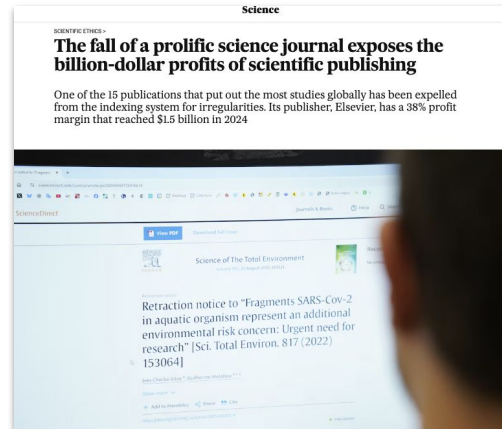 Science
SCIENTIFIC ETHICS >
The fall of a prolific science journal exposes the
billion-dollar profits of scientific publishing
One of the 15 publications that put out the most studies globally has been expelled
from the indexing system for irregularities. Its publisher, Elsevier, has a 38% profit
margin that reached $1.5 billion in 2024
ScienceDirect
Journals & Books
Help
View PDF
Download full issue
Science of The Total Environment
Retraction notice to "Fragments SARS-Cov-2
in aquatic organism represent an additional
environmental risk concern: Urgent need for
research" [Sci. Total Environ. 817 (2022)
153064]
Show more
Add to Mendeley
Share
Cite